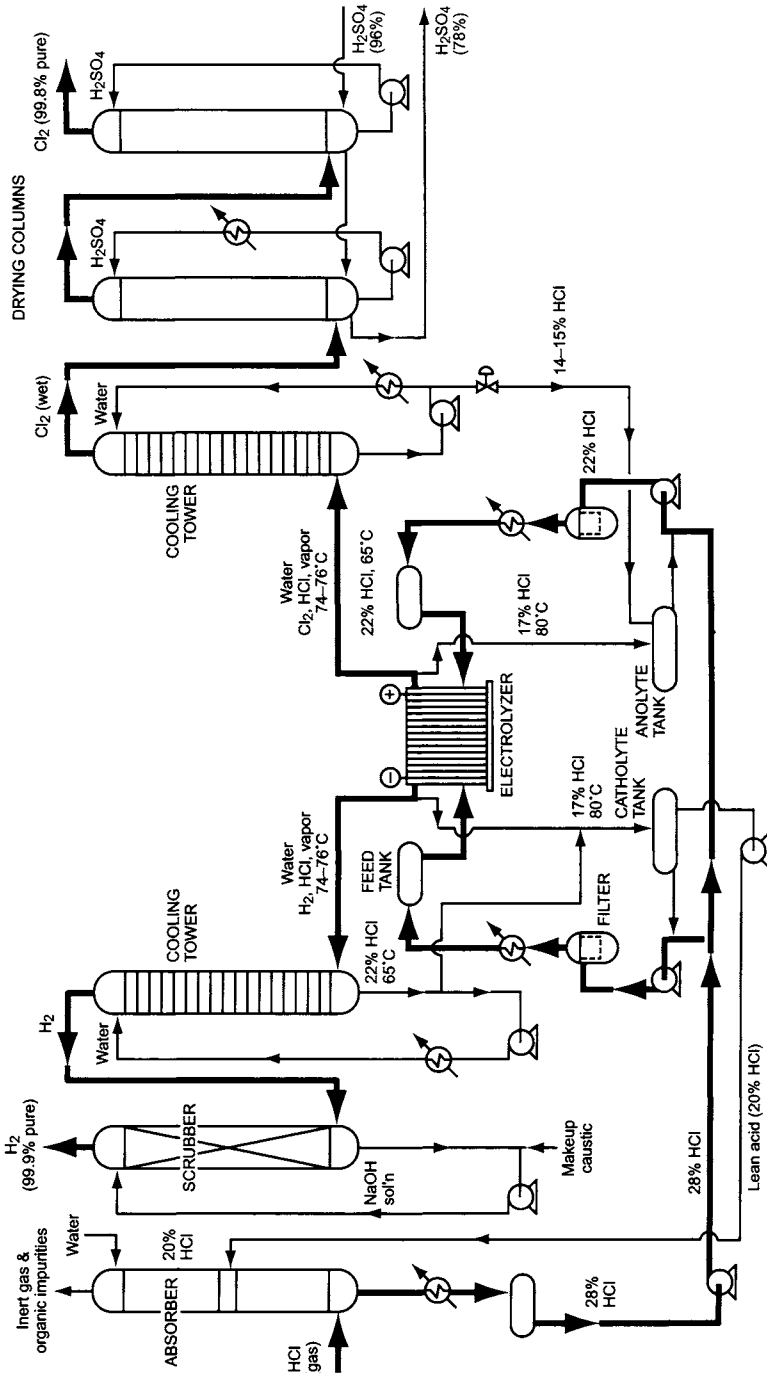 Inert gas &
organic impurities
Water
ABSORBER
20%
HCl
HCl
gas)
28%
HCl
H2
(99.9% pure)
SCRUBBER
NaOH
sol'n
Makeup
caustic
H2
Water
COOLING
TOWER
22% HCl
65°C
Water
H2, HCl, vapor
74–76°C
FEED
TANK
FILTER
17% HCl
80°C
CATHOLYTE
TANK
28% HCl
Lean acid (20% HCl)
−
+
ELECTROLYZER
Water
Cl2, HCl, vapor
74–76°C
22% HCl, 65°C
17% HCl
80°C
ANOLYTE
TANK
22% HCl
14–15% HCl
COOLING
TOWER
Water
Cl2 (wet)
DRYING COLUMNS
H2SO4
H2SO4
Cl2 (99.8% pure)
H2SO4
(96%)
H2SO4
(78%)